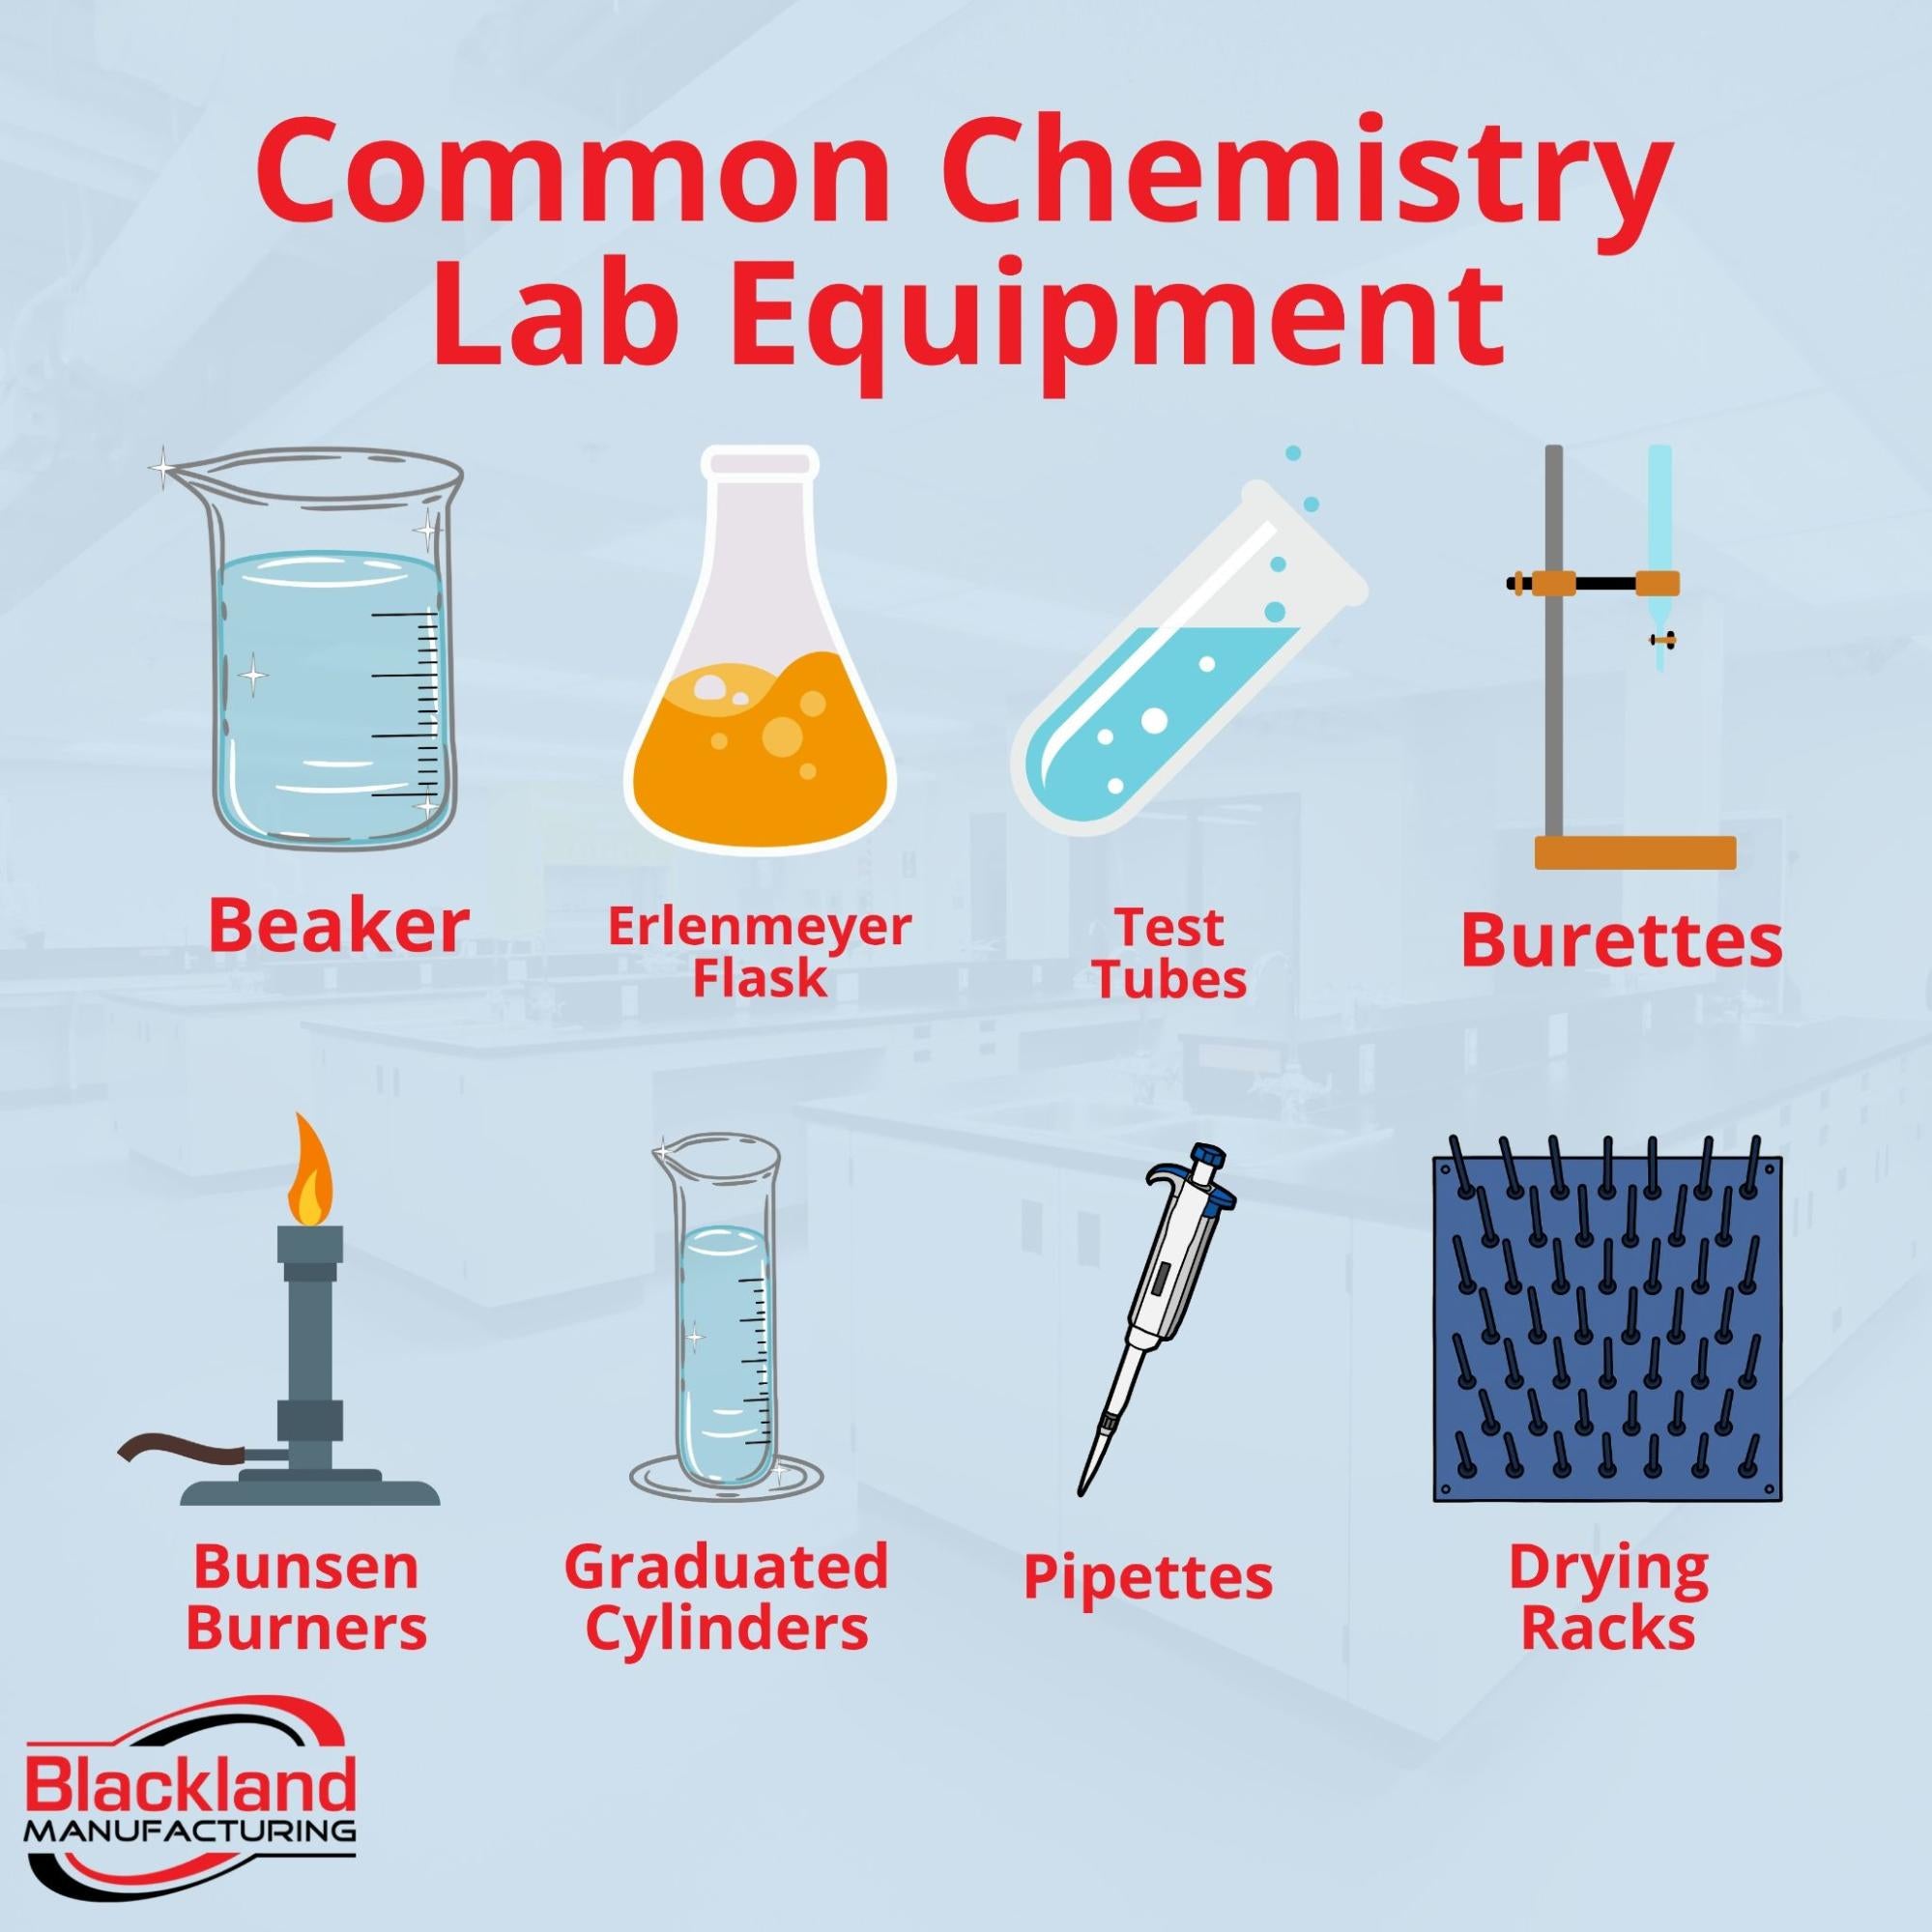 Common Chemistry
Lab Equipment
Beaker
Erlenmeyer
Flask
Test
Tubes
Burettes
Bunsen
Burners
Graduated
Cylinders
Pipettes
Drying
Racks
Blackland
MANUFACTURING